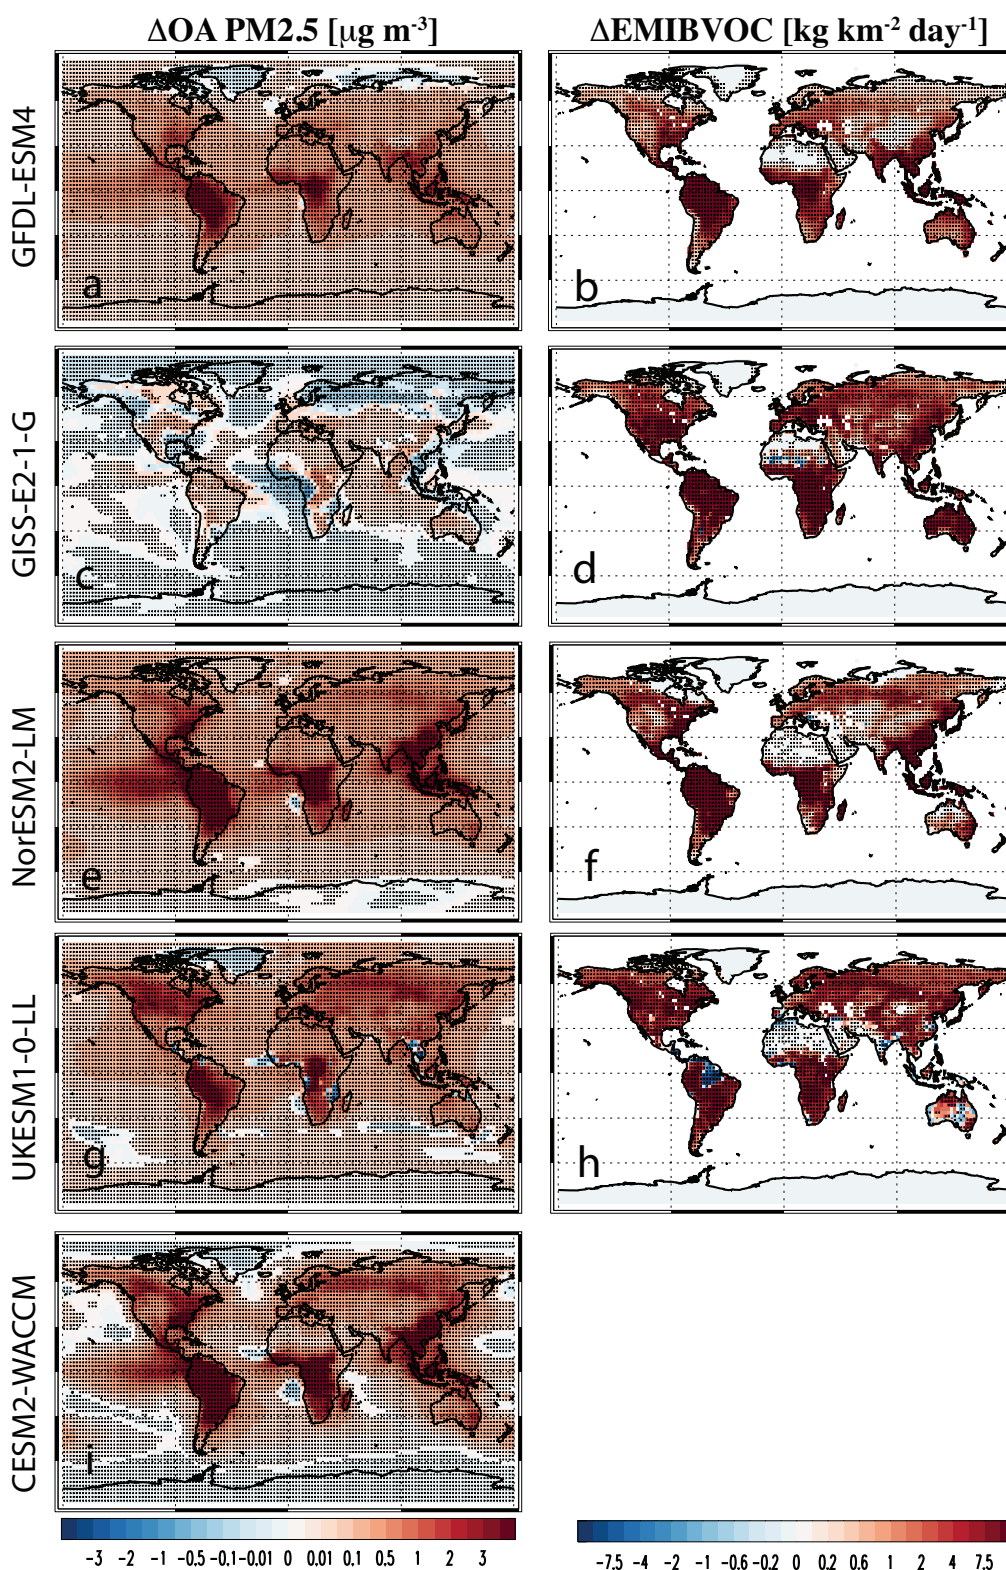 ΔOA PM2.5 [μg m-3] ΔEMIBVOC [kg km-2 day-1]
GFDL-ESM4
a b
GISS-E2-1-G
c d
NorESM2-LM
e f
UKESM1-0-LL
g h
CESM2-WACCM
i
-3 -2 -1 -0.5 -0.1 -0.01 0 0.01 0.1 0.5 1 2 3
-7.5 -4 -2 -1 -0.6 -0.2 0 0.2 0.6 1 2 4 7.5